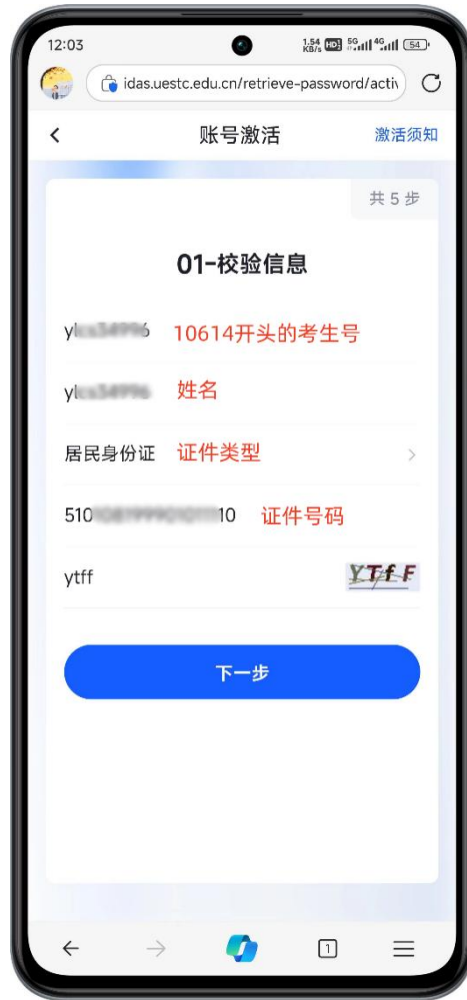 12:03 1.54 KB/s HD 5G 4G 54
idas.uestc.edu.cn/retrieve-password/activ
账号激活 激活须知
共 5 步
01-校验信息
10614开头的考生号
姓名
居民身份证 证件类型
510 10 证件号码
ytff YTfF
下一步
1